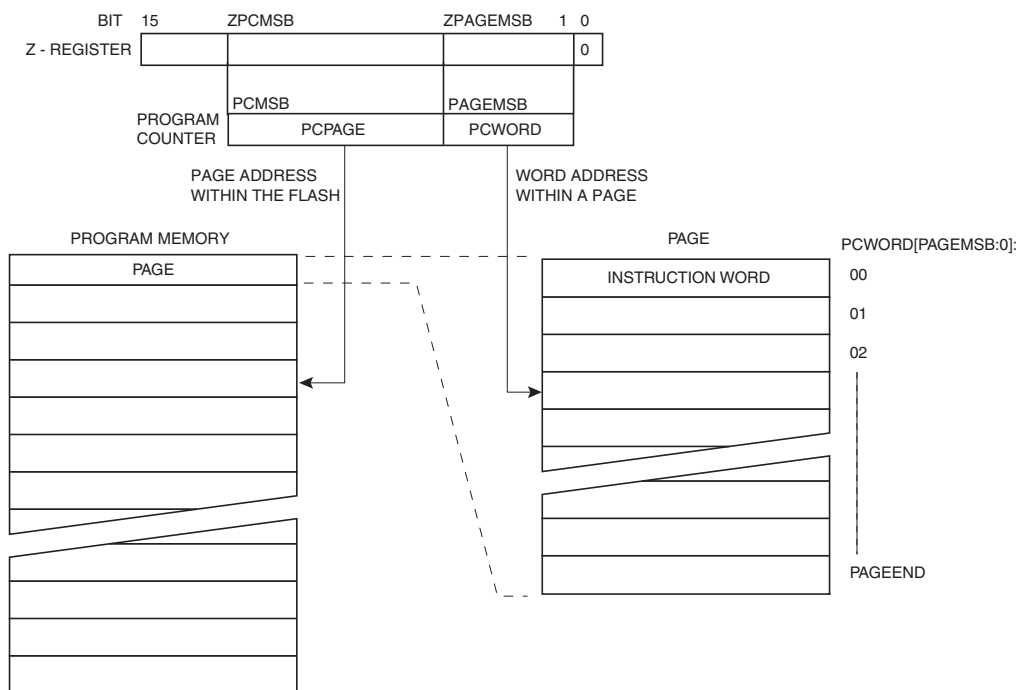 BIT 15 ZPCMSB ZPAGEMSB 1 0
Z - REGISTER 0
PCMSB PAGEMSB
PROGRAM
COUNTER
PCPAGE PCWORD
PAGE ADDRESS
WITHIN THE FLASH
WORD ADDRESS
WITHIN A PAGE
PROGRAM MEMORY
PAGE
PAGE
PCWORD[PAGEMSB:0]:
INSTRUCTION WORD
00
01
02
PAGEEND